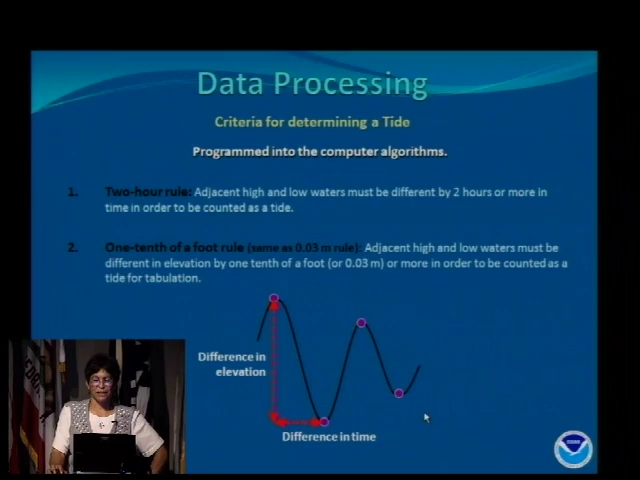 Data Processing
Criteria for determining a Tide
Programmed into the computer algorithms.
1. Two-hour rule: Adjacent high and low waters must be different by 2 hours or more in
time in order to be counted as a tide.
2. One-tenth of a foot rule (same as 0.03 m rule): Adjacent high and low waters must be
different in elevation by one tenth of a foot (or 0.03 m) or more in order to be counted as a
tide for tabulation.
Difference in
elevation
Difference in time